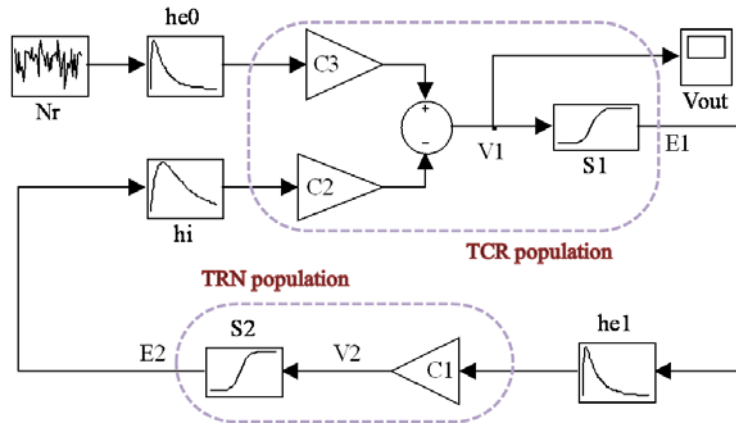 he0
Nr
C3
+
-
V1
S1
E1
Vout
hi
C2
TCR population
TRN population
S2
E2
V2
C1
he1